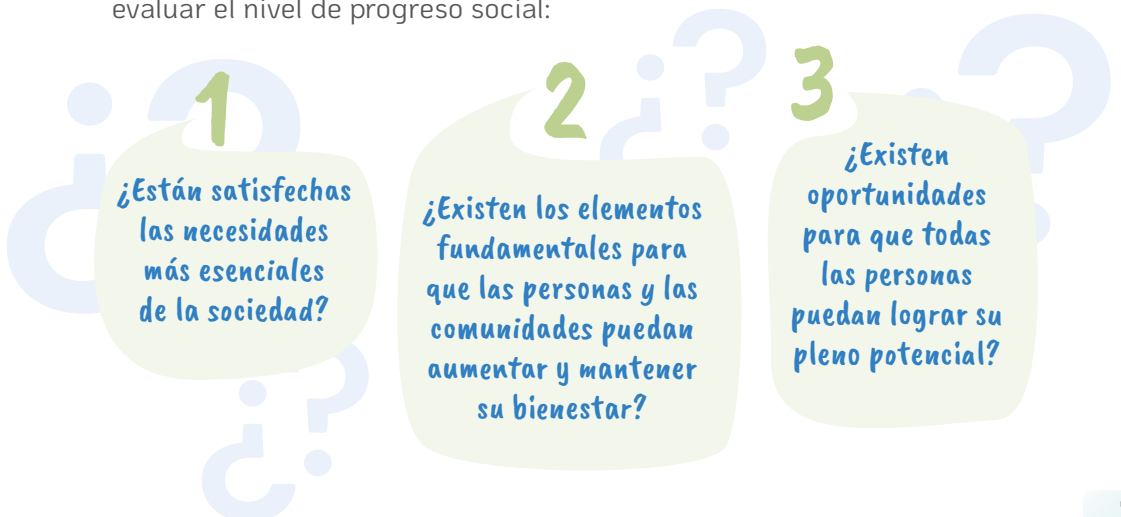 evaluar el nivel de progreso social:
1
¿Están satisfechas
las necesidades
más esenciales
de la sociedad?
2
¿Existen los elementos
fundamentales para
que las personas y las
comunidades puedan
aumentar y mantener
su bienestar?
3
¿Existen
oportunidades
para que todas
las personas
puedan lograr su
pleno potencial?